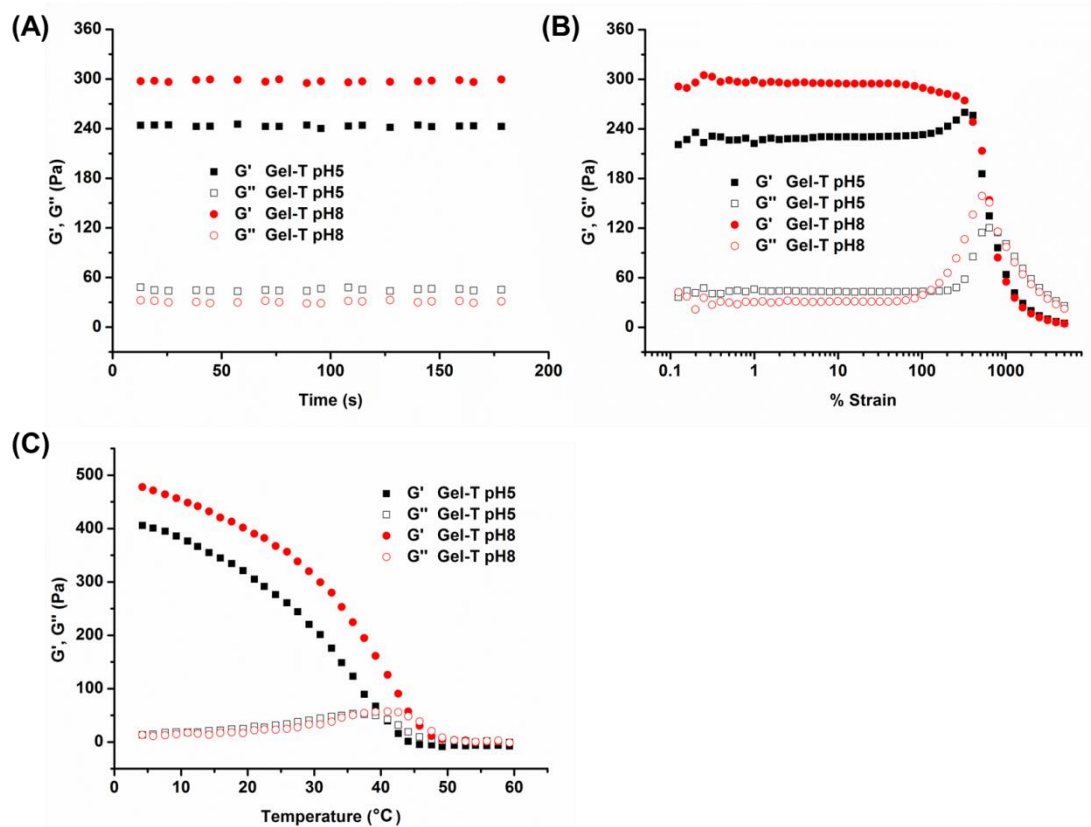 (A)
360
300
240
180
120
60
0
G', G'' (Pa)
G' Gel-T pH5
G'' Gel-T pH5
G' Gel-T pH8
G'' Gel-T pH8
0 50 100 150 200
Time (s)
(B)
360
300
240
180
120
60
0
G', G'' (Pa)
G' Gel-T pH5
G'' Gel-T pH5
G' Gel-T pH8
G'' Gel-T pH8
0.1 1 10 100 1000
% Strain
(C)
500
400
300
200
100
0
G', G'' (Pa)
G' Gel-T pH5
G'' Gel-T pH5
G' Gel-T pH8
G'' Gel-T pH8
0 10 20 30 40 50 60
Temperature (°C)